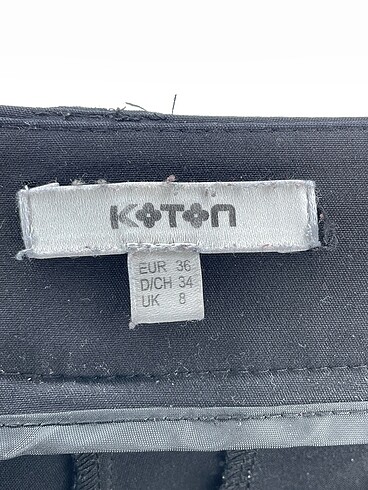 KOTON
EUR 36
D/CH 34
UK 8